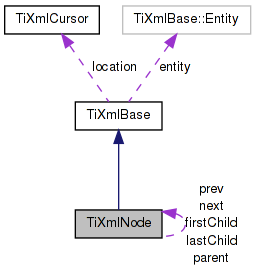 TiXmlCursor
TiXmlBase::Entity
location
entity
TiXmlBase
TiXmlNode
prev
next
firstChild
lastChild
parent